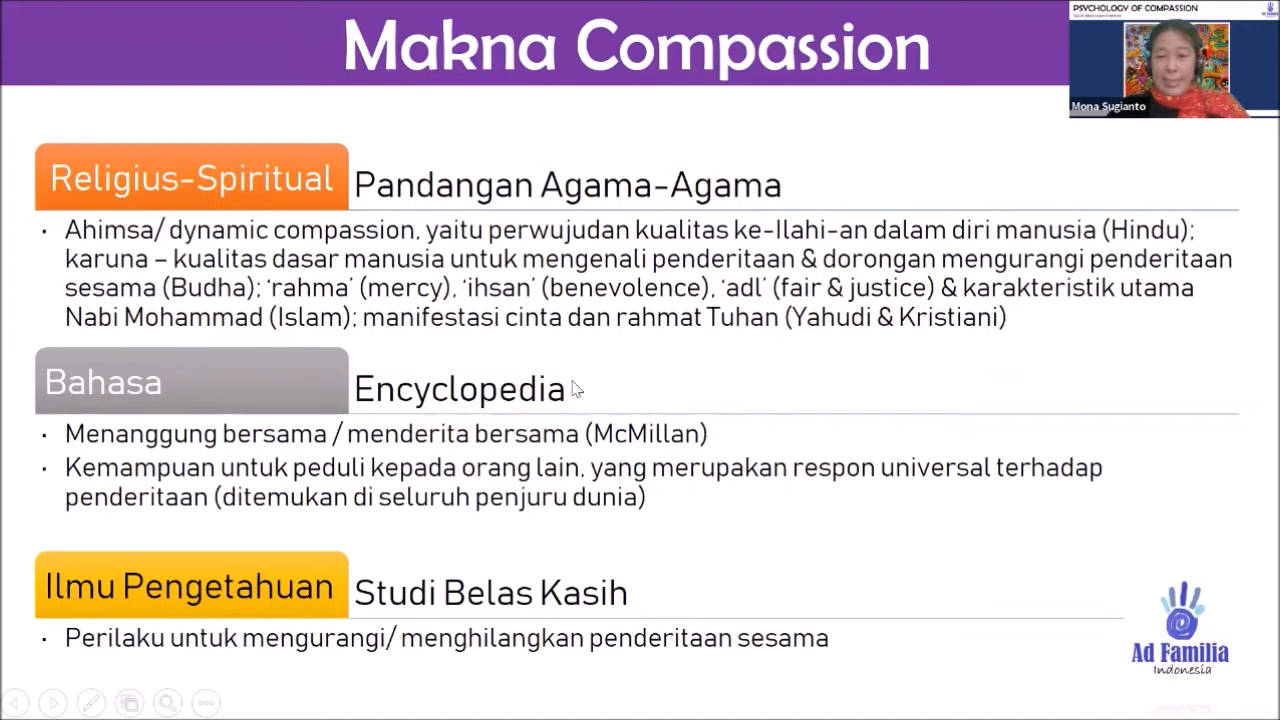 Makna Compassion
PSYCHOLOGY OF COMPASSION
Ad Familia
Mona Sugianto
Religius-Spiritual
Pandangan Agama-Agama
· Ahimsa/ dynamic compassion, yaitu perwujudan kualitas ke-Ilahi-an dalam diri manusia (Hindu);
karuna – kualitas dasar manusia untuk mengenali penderitaan & dorongan mengurangi penderitaan
sesama (Budha); ‘rahma’ (mercy), ‘ihsan’ (benevolence), ‘adl’ (fair & justice) & karakteristik utama
Nabi Mohammad (Islam); manifestasi cinta dan rahmat Tuhan (Yahudi & Kristiani)
Bahasa
Encyclopedia
· Menanggung bersama / menderita bersama (McMillan)
· Kemampuan untuk peduli kepada orang lain, yang merupakan respon universal terhadap
penderitaan (ditemukan di seluruh penjuru dunia)
Ilmu Pengetahuan
Studi Belas Kasih
· Perilaku untuk mengurangi/ menghilangkan penderitaan sesama
Ad Familia
Indonesia